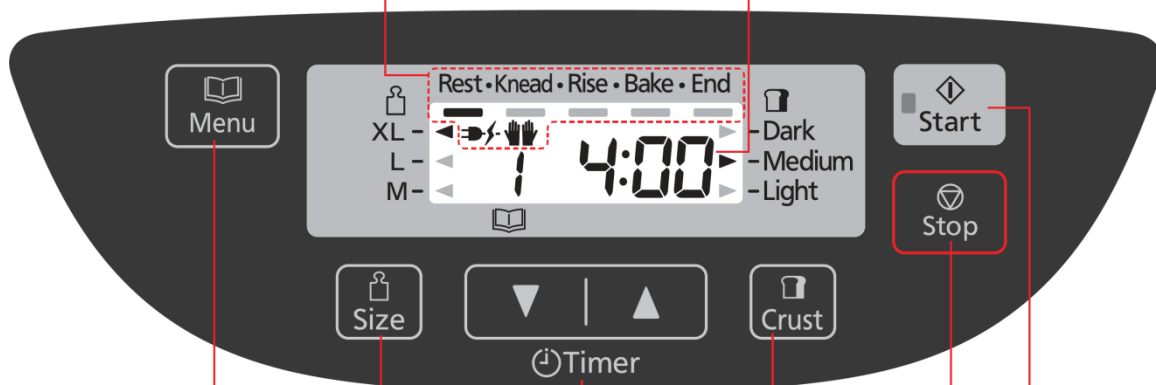 Menu
Rest • Knead • Rise • Bake • End
XL -
L -
M -
1
4:00
- Dark
- Medium
- Light
Start
Stop
Size
Timer
Crust